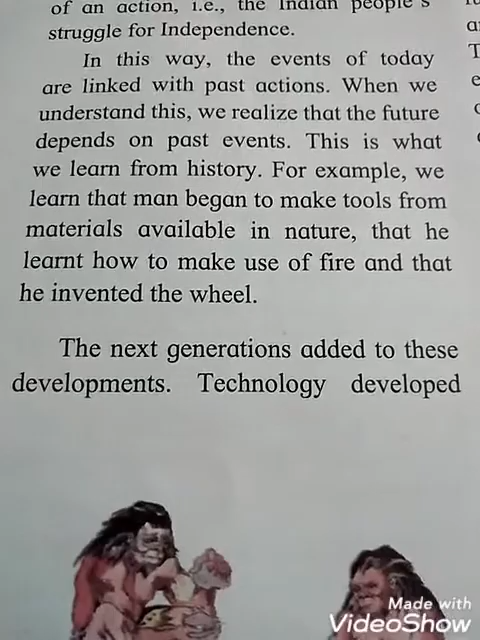 of an action, i.e., the Indian people's
struggle for Independence.
In this way, the events of today
are linked with past actions. When we
understand this, we realize that the future
depends on past events. This is what
we learn from history. For example, we
learn that man began to make tools from
materials available in nature, that he
learnt how to make use of fire and that
he invented the wheel.
The next generations added to these
developments. Technology developed
Made with
VideoShow